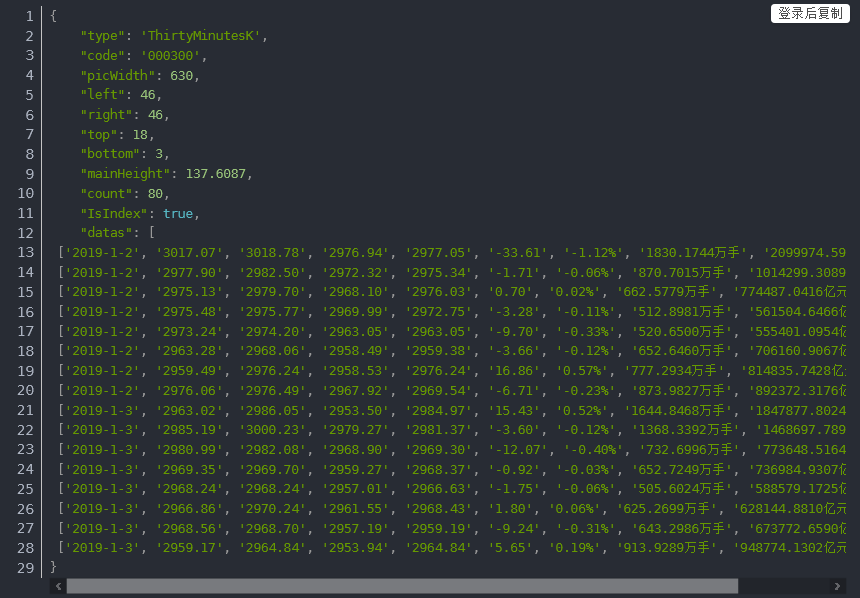 登录后复制
1 {
2 "type": 'ThirtyMinutesK',
3 "code": '000300',
4 "picWidth": 630,
5 "left": 46,
6 "right": 46,
7 "top": 18,
8 "bottom": 3,
9 "mainHeight": 137.6087,
10 "count": 80,
11 "IsIndex": true,
12 "datas": [
13 ['2019-1-2', '3017.07', '3018.78', '2976.94', '2977.05', '-33.61', '-1.12%', '1830.1744万手', '2099974.59
14 ['2019-1-2', '2977.90', '2982.50', '2972.32', '2975.34', '-1.71', '-0.06%', '870.7015万手', '1014299.3089
15 ['2019-1-2', '2975.13', '2979.70', '2968.10', '2976.03', '0.70', '0.02%', '662.5779万手', '774487.0416亿元
16 ['2019-1-2', '2975.48', '2975.77', '2969.99', '2972.75', '-3.28', '-0.11%', '512.8981万手', '561504.6466亿
17 ['2019-1-2', '2973.24', '2974.20', '2963.05', '2963.05', '-9.70', '-0.33%', '520.6500万手', '555401.0954亿
18 ['2019-1-2', '2963.28', '2968.06', '2958.49', '2959.38', '-3.66', '-0.12%', '652.6460万手', '706160.9067亿
19 ['2019-1-2', '2959.49', '2976.24', '2958.53', '2976.24', '16.86', '0.57%', '777.2934万手', '814835.7428亿
20 ['2019-1-2', '2976.06', '2976.49', '2967.92', '2969.54', '-6.71', '-0.23%', '873.9827万手', '892372.3176亿
21 ['2019-1-3', '2963.02', '2986.05', '2953.50', '2984.97', '15.43', '0.52%', '1644.8468万手', '1847877.8024
22 ['2019-1-3', '2985.19', '3000.23', '2979.27', '2981.37', '-3.60', '-0.12%', '1368.3392万手', '1468697.789
23 ['2019-1-3', '2980.99', '2982.08', '2968.90', '2969.30', '-12.07', '-0.40%', '732.6996万手', '773648.5164
24 ['2019-1-3', '2969.35', '2969.70', '2959.27', '2968.37', '-0.92', '-0.03%', '652.7249万手', '736984.9307亿
25 ['2019-1-3', '2968.24', '2968.24', '2957.01', '2966.63', '-1.75', '-0.06%', '505.6024万手', '588579.1725亿
26 ['2019-1-3', '2966.86', '2970.24', '2961.55', '2968.43', '1.80', '0.06%', '625.2699万手', '628144.8810亿元
27 ['2019-1-3', '2968.56', '2968.70', '2957.19', '2959.19', '-9.24', '-0.31%', '643.2986万手', '673772.6590亿
28 ['2019-1-3', '2959.17', '2964.84', '2953.94', '2964.84', '5.65', '0.19%', '913.9289万手', '948774.1302亿元
29 }